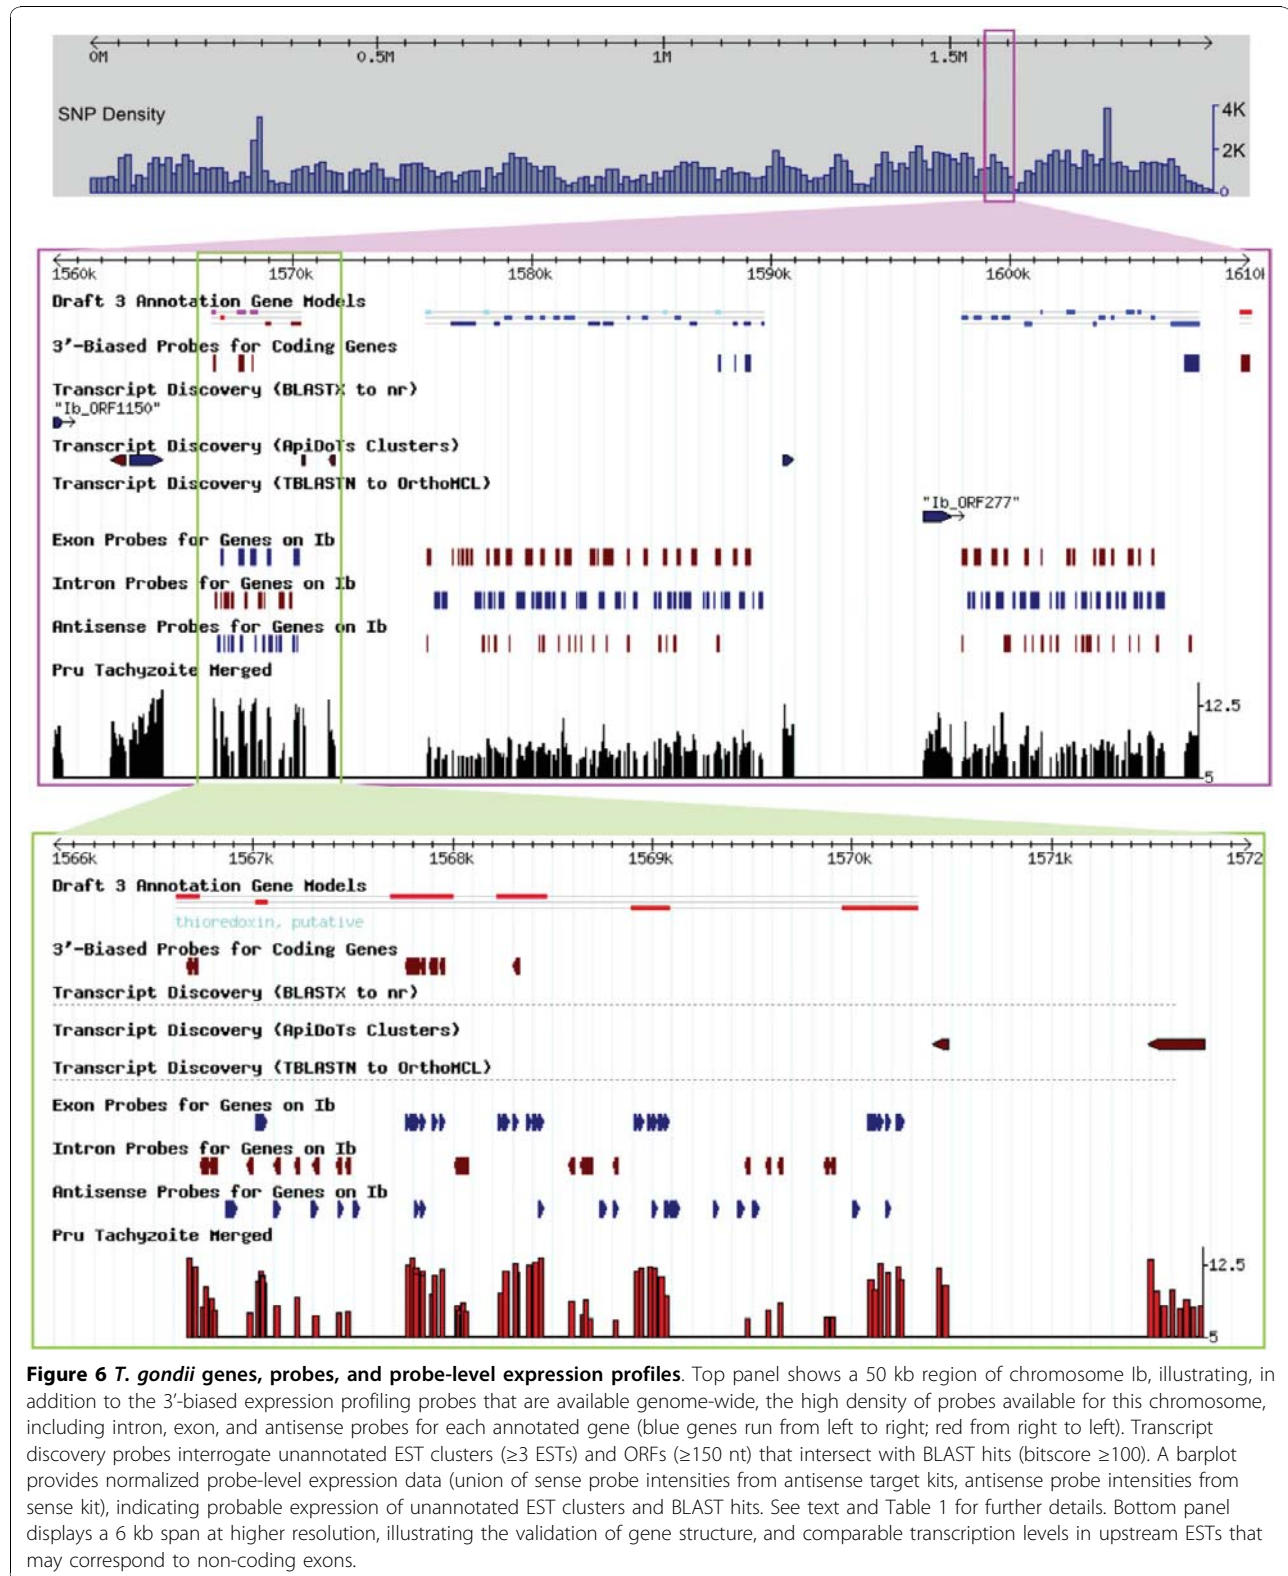 0M 0.5M 1M 1.5M
SNP Density
4K
2K
0
1560k 1570k 1580k 1590k 1600k 1610k
Draft 3 Annotation Gene Models
3'-Biased Probes for Coding Genes
Transcript Discovery (BLASTX to nr)
"Ib_ORF1150"
Transcript Discovery (ApiDoTs Clusters)
Transcript Discovery (TBLASTN to OrthoMCL)
"Ib_ORF277"
Exon Probes for Genes on Ib
Intron Probes for Genes on Ib
Antisense Probes for Genes on Ib
Pru Tachyzoite Merged
12.5
5
1566k 1567k 1568k 1569k 1570k 1571k 1572
Draft 3 Annotation Gene Models
thioredoxin, putative
3'-Biased Probes for Coding Genes
Transcript Discovery (BLASTX to nr)
Transcript Discovery (ApiDoTs Clusters)
Transcript Discovery (TBLASTN to OrthoMCL)
Exon Probes for Genes on Ib
Intron Probes for Genes on Ib
Antisense Probes for Genes on Ib
Pru Tachyzoite Merged
12.5
5
Figure 6 T. gondii genes, probes, and probe-level expression profiles. Top panel shows a 50 kb region of chromosome Ib, illustrating, in
addition to the 3'-biased expression profiling probes that are available genome-wide, the high density of probes available for this chromosome,
including intron, exon, and antisense probes for each annotated gene (blue genes run from left to right; red from right to left). Transcript
discovery probes interrogate unannotated EST clusters (≥3 ESTs) and ORFs (≥150 nt) that intersect with BLAST hits (bitscore ≥100). A barplot
provides normalized probe-level expression data (union of sense probe intensities from antisense target kits, antisense probe intensities from
sense kit), indicating probable expression of unannotated EST clusters and BLAST hits. See text and Table 1 for further details. Bottom panel
displays a 6 kb span at higher resolution, illustrating the validation of gene structure, and comparable transcription levels in upstream ESTs that
may correspond to non-coding exons.